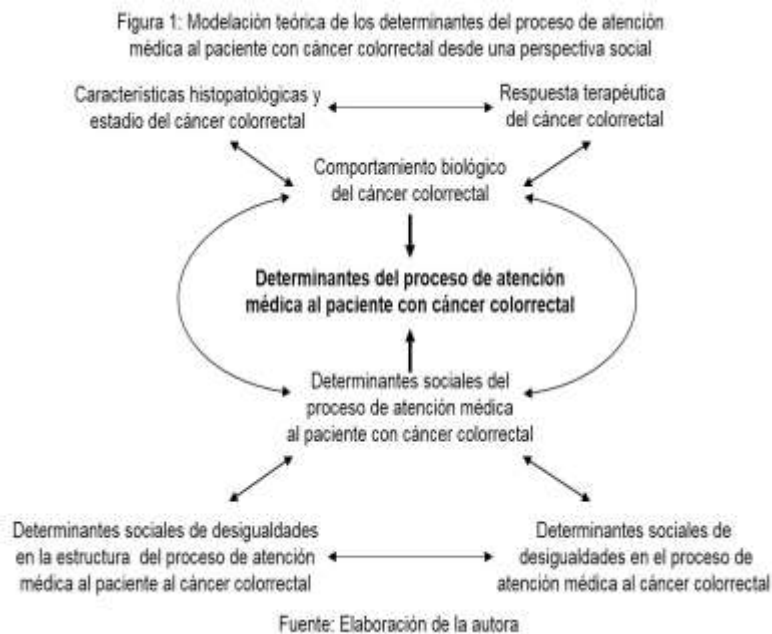 Figura 1: Modelación teórica de los determinantes del proceso de atención
médica al paciente con cáncer colorrectal desde una perspectiva social
Características histopatológicas y
estadio del cáncer colorrectal
Respuesta terapéutica
del cáncer colorrectal
Comportamiento biológico
del cáncer colorrectal
Determinantes del proceso de atención
médica al paciente con cáncer colorrectal
Determinantes sociales del
proceso de atención médica
al paciente con cáncer colorrectal
Determinantes sociales de desigualdades
en la estructura del proceso de atención
médica al paciente al cáncer colorrectal
Determinantes sociales de
desigualdades en el proceso de
atención médica al cáncer colorrectal
Fuente: Elaboración de la autora